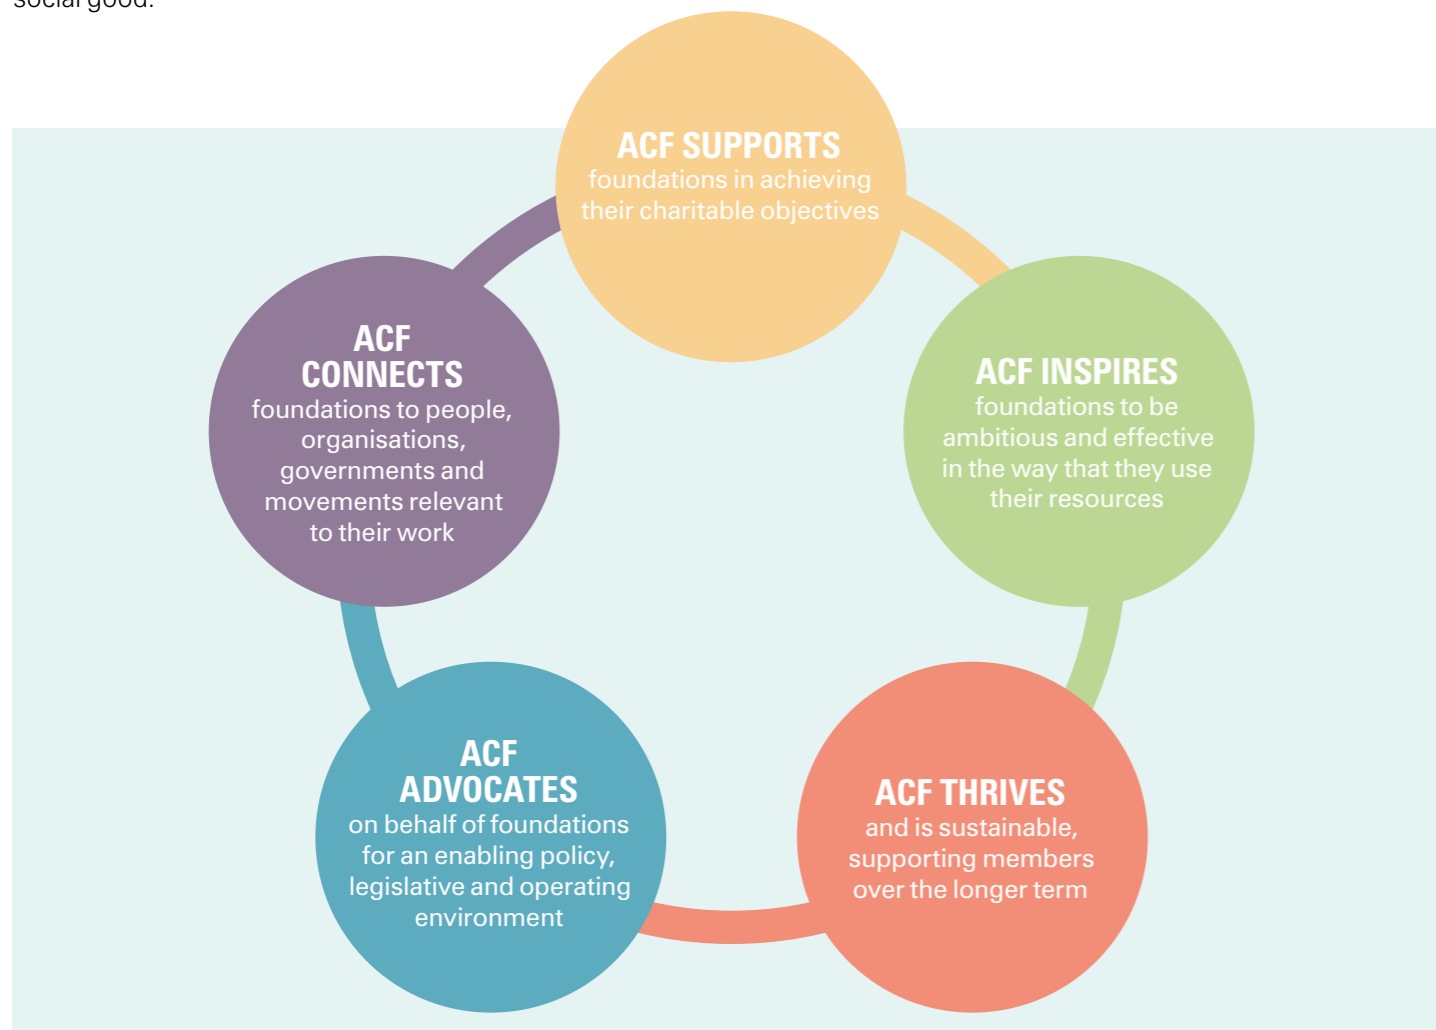 social good.
ACF SUPPORTS
foundations in achieving
their charitable objectives
ACF INSPIRES
foundations to be
ambitious and effective
in the way that they use
their resources
ACF THRIVES
and is sustainable,
supporting members
over the longer term
ACF
ADVOCATES
on behalf of foundations
for an enabling policy,
legislative and operating
environment
ACF
CONNECTS
foundations to people,
organisations,
governments and
movements relevant
to their work